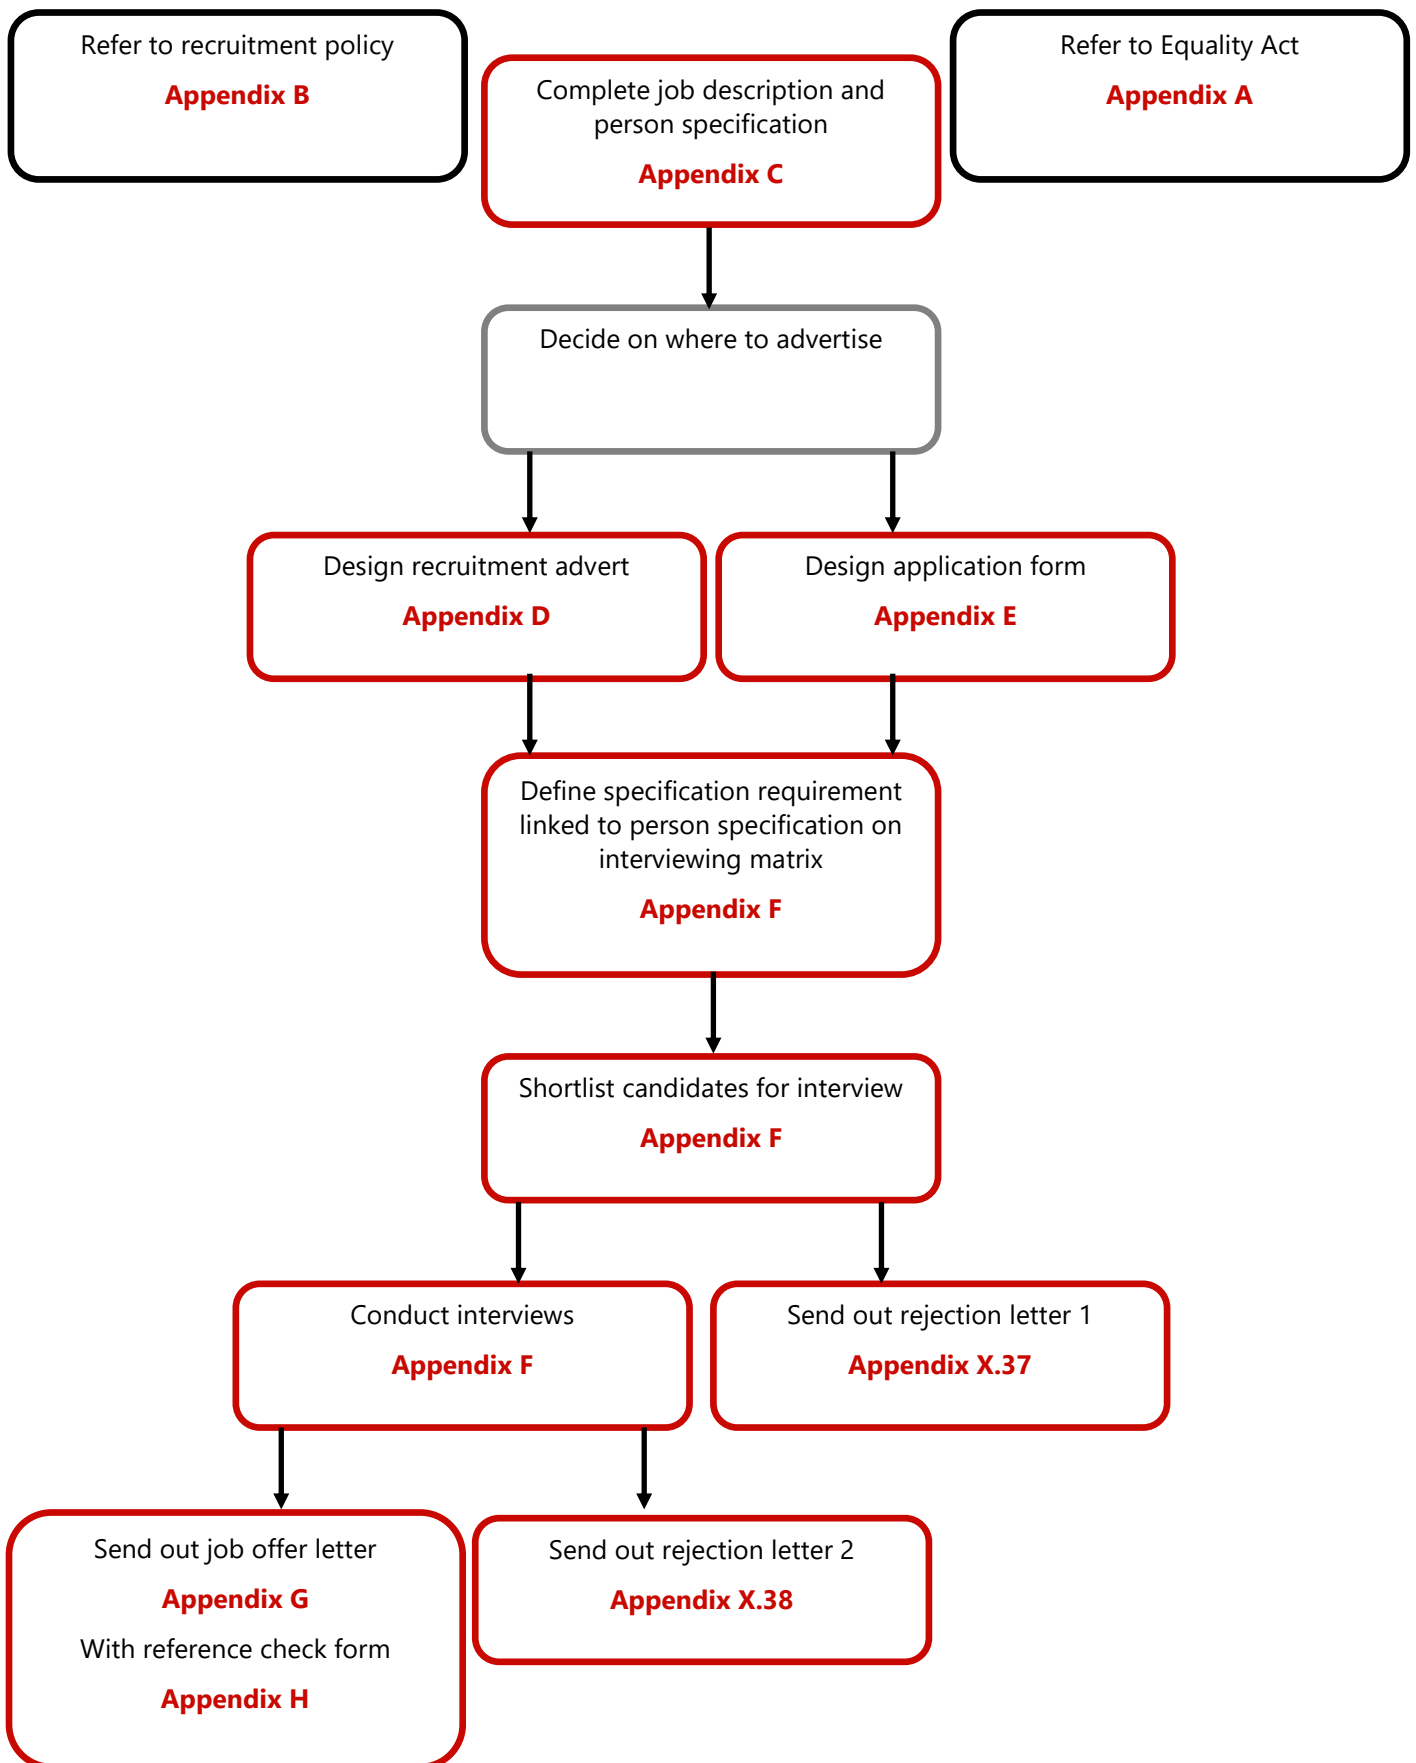 Refer to recruitment policy
Appendix B
Complete job description and
person specification
Appendix C
Refer to Equality Act
Appendix A
Decide on where to advertise
Design recruitment advert
Appendix D
Design application form
Appendix E
Define specification requirement
linked to person specification on
interviewing matrix
Appendix F
Shortlist candidates for interview
Appendix F
Conduct interviews
Appendix F
Send out rejection letter 1
Appendix X.37
Send out job offer letter
Appendix G
With reference check form
Appendix H
Send out rejection letter 2
Appendix X.38